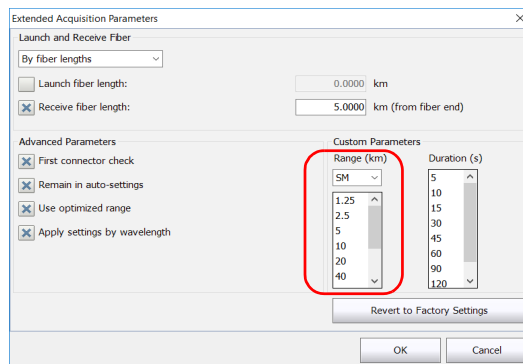 Extended Acquisition Parameters
Launch and Receive Fiber
By fiber lengths
Launch fiber length:
0.0000 km
Receive fiber length:
5.0000 km (from fiber end)
Advanced Parameters
First connector check
Remain in auto-settings
Use optimized range
Apply settings by wavelength
Custom Parameters
Range (km)
SM
1.25
2.5
5
10
20
40
Duration (s)
5
10
15
30
45
60
90
120
Revert to Factory Settings
OK
Cancel